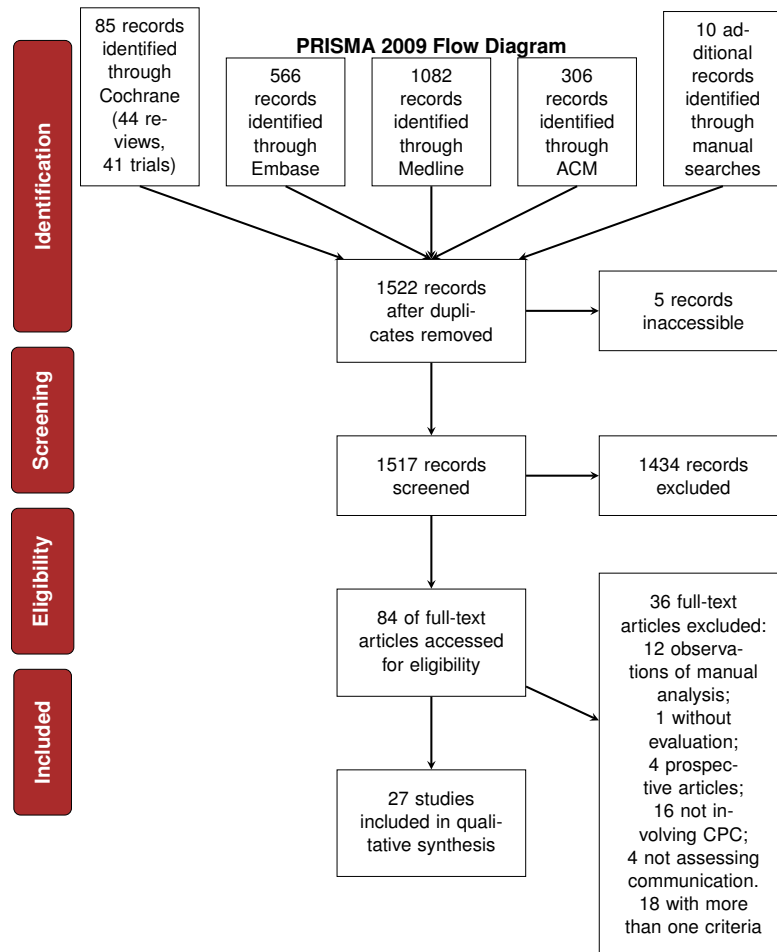 PRISMA 2009 Flow Diagram
85 records
identified
through
Cochrane
(44 re-
views,
41 trials)
566
records
identified
through
Embase
1082
records
identified
through
Medline
306
records
identified
through
ACM
10 ad-
ditional
records
identified
through
manual
searches
Identification
1522 records
after dupli-
cates removed
5 records
inaccessible
Screening
1517 records
screened
1434 records
excluded
Eligibility
84 of full-text
articles accessed
for eligibility
36 full-text
articles excluded:
12 observa-
tions of manual
analysis;
1 without
evaluation;
4 prospec-
tive articles;
16 not in-
volving CPC;
4 not assessing
communication.
18 with more
than one criteria
Included
27 studies
included in quali-
tative synthesis